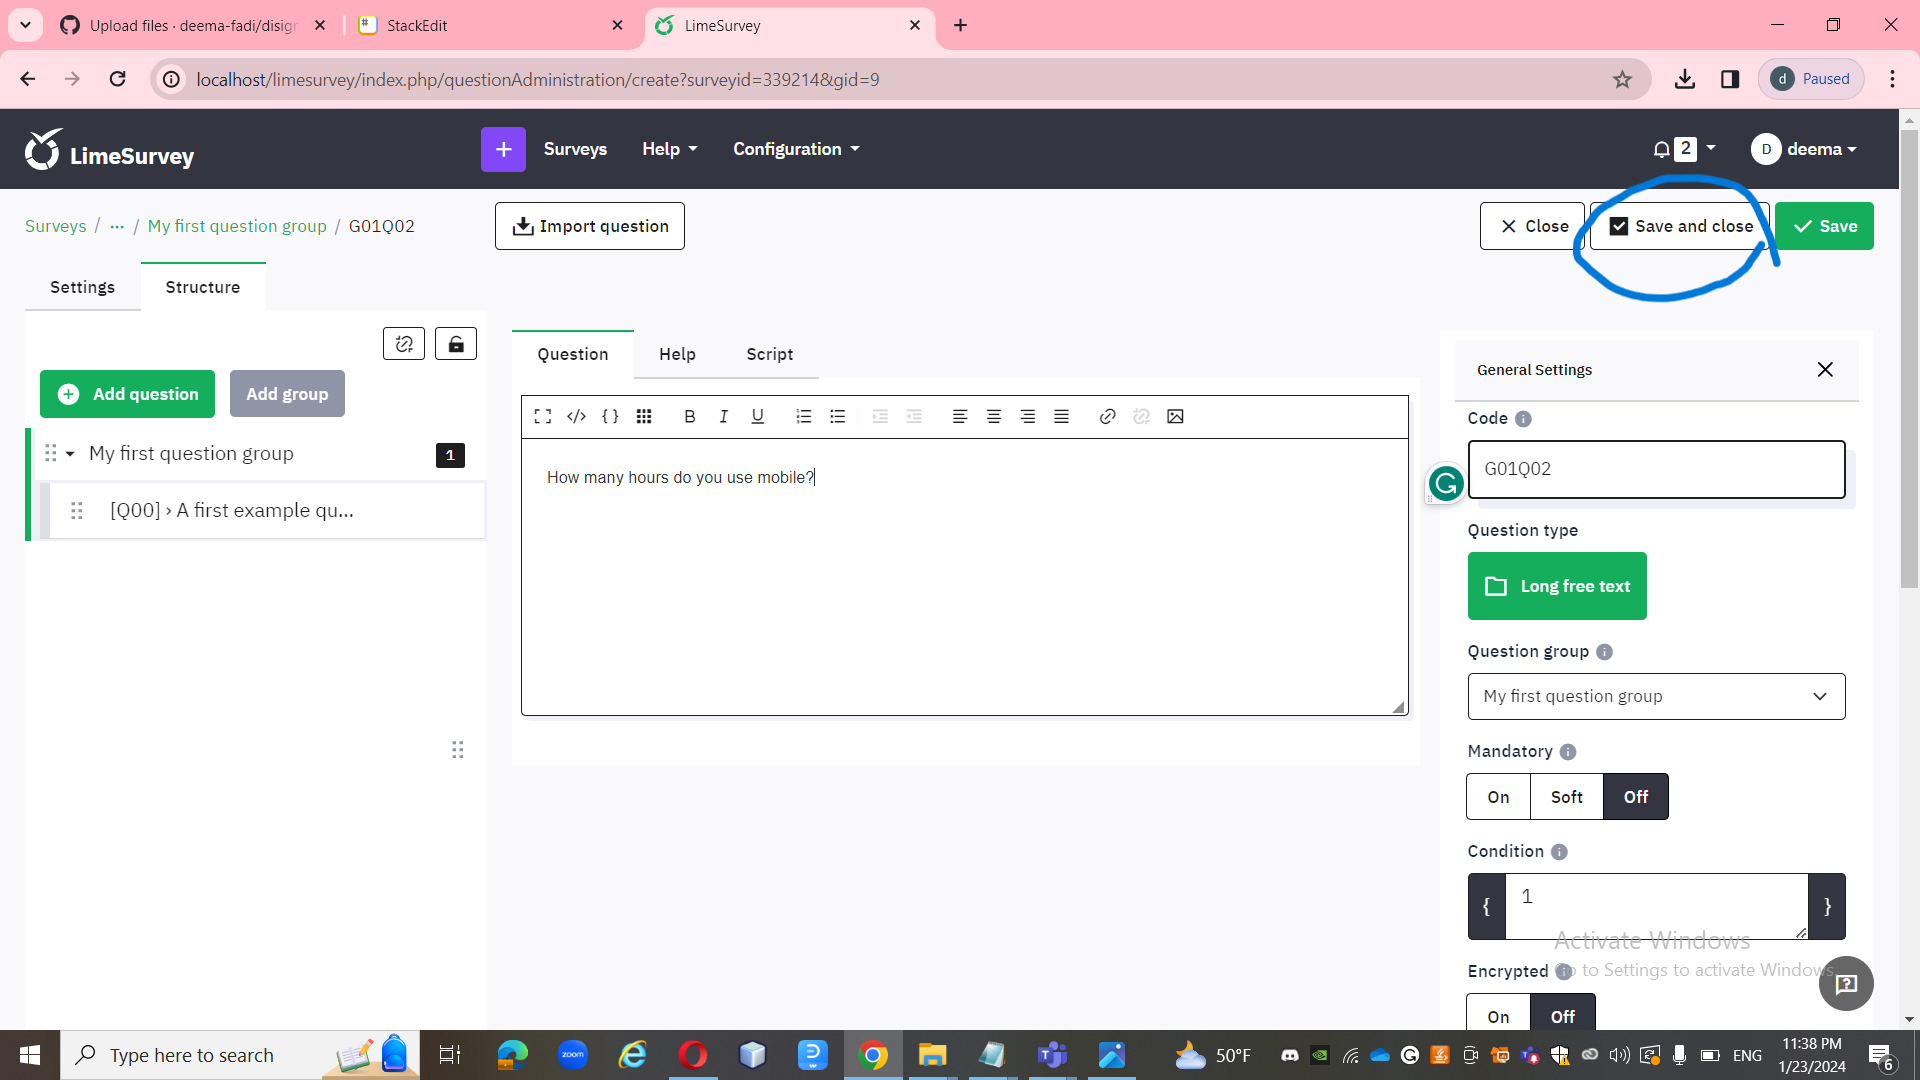 Upload files · deema-fadi/disign
StackEdit
LimeSurvey
localhost/limesurvey/index.php/questionAdministration/create?surveyid=339214&gid=9
d Paused
LimeSurvey
+ Surveys Help Configuration
2
D deema
Surveys / ... / My first question group / G01Q02
Import question
Close
Save and close
Save
Settings Structure
Add question Add group
My first question group 1
[Q00] › A first example qu...
Question Help Script
B I U
How many hours do you use mobile?
General Settings
Code
G01Q02
Question type
Long free text
Question group
My first question group
Mandatory
On Soft Off
Condition
{ 1 }
Activate Windows
Go to Settings to activate Windows.
Encrypted
On Off
Type here to search
zoom
50°F
ENG
11:38 PM
1/23/2024
6